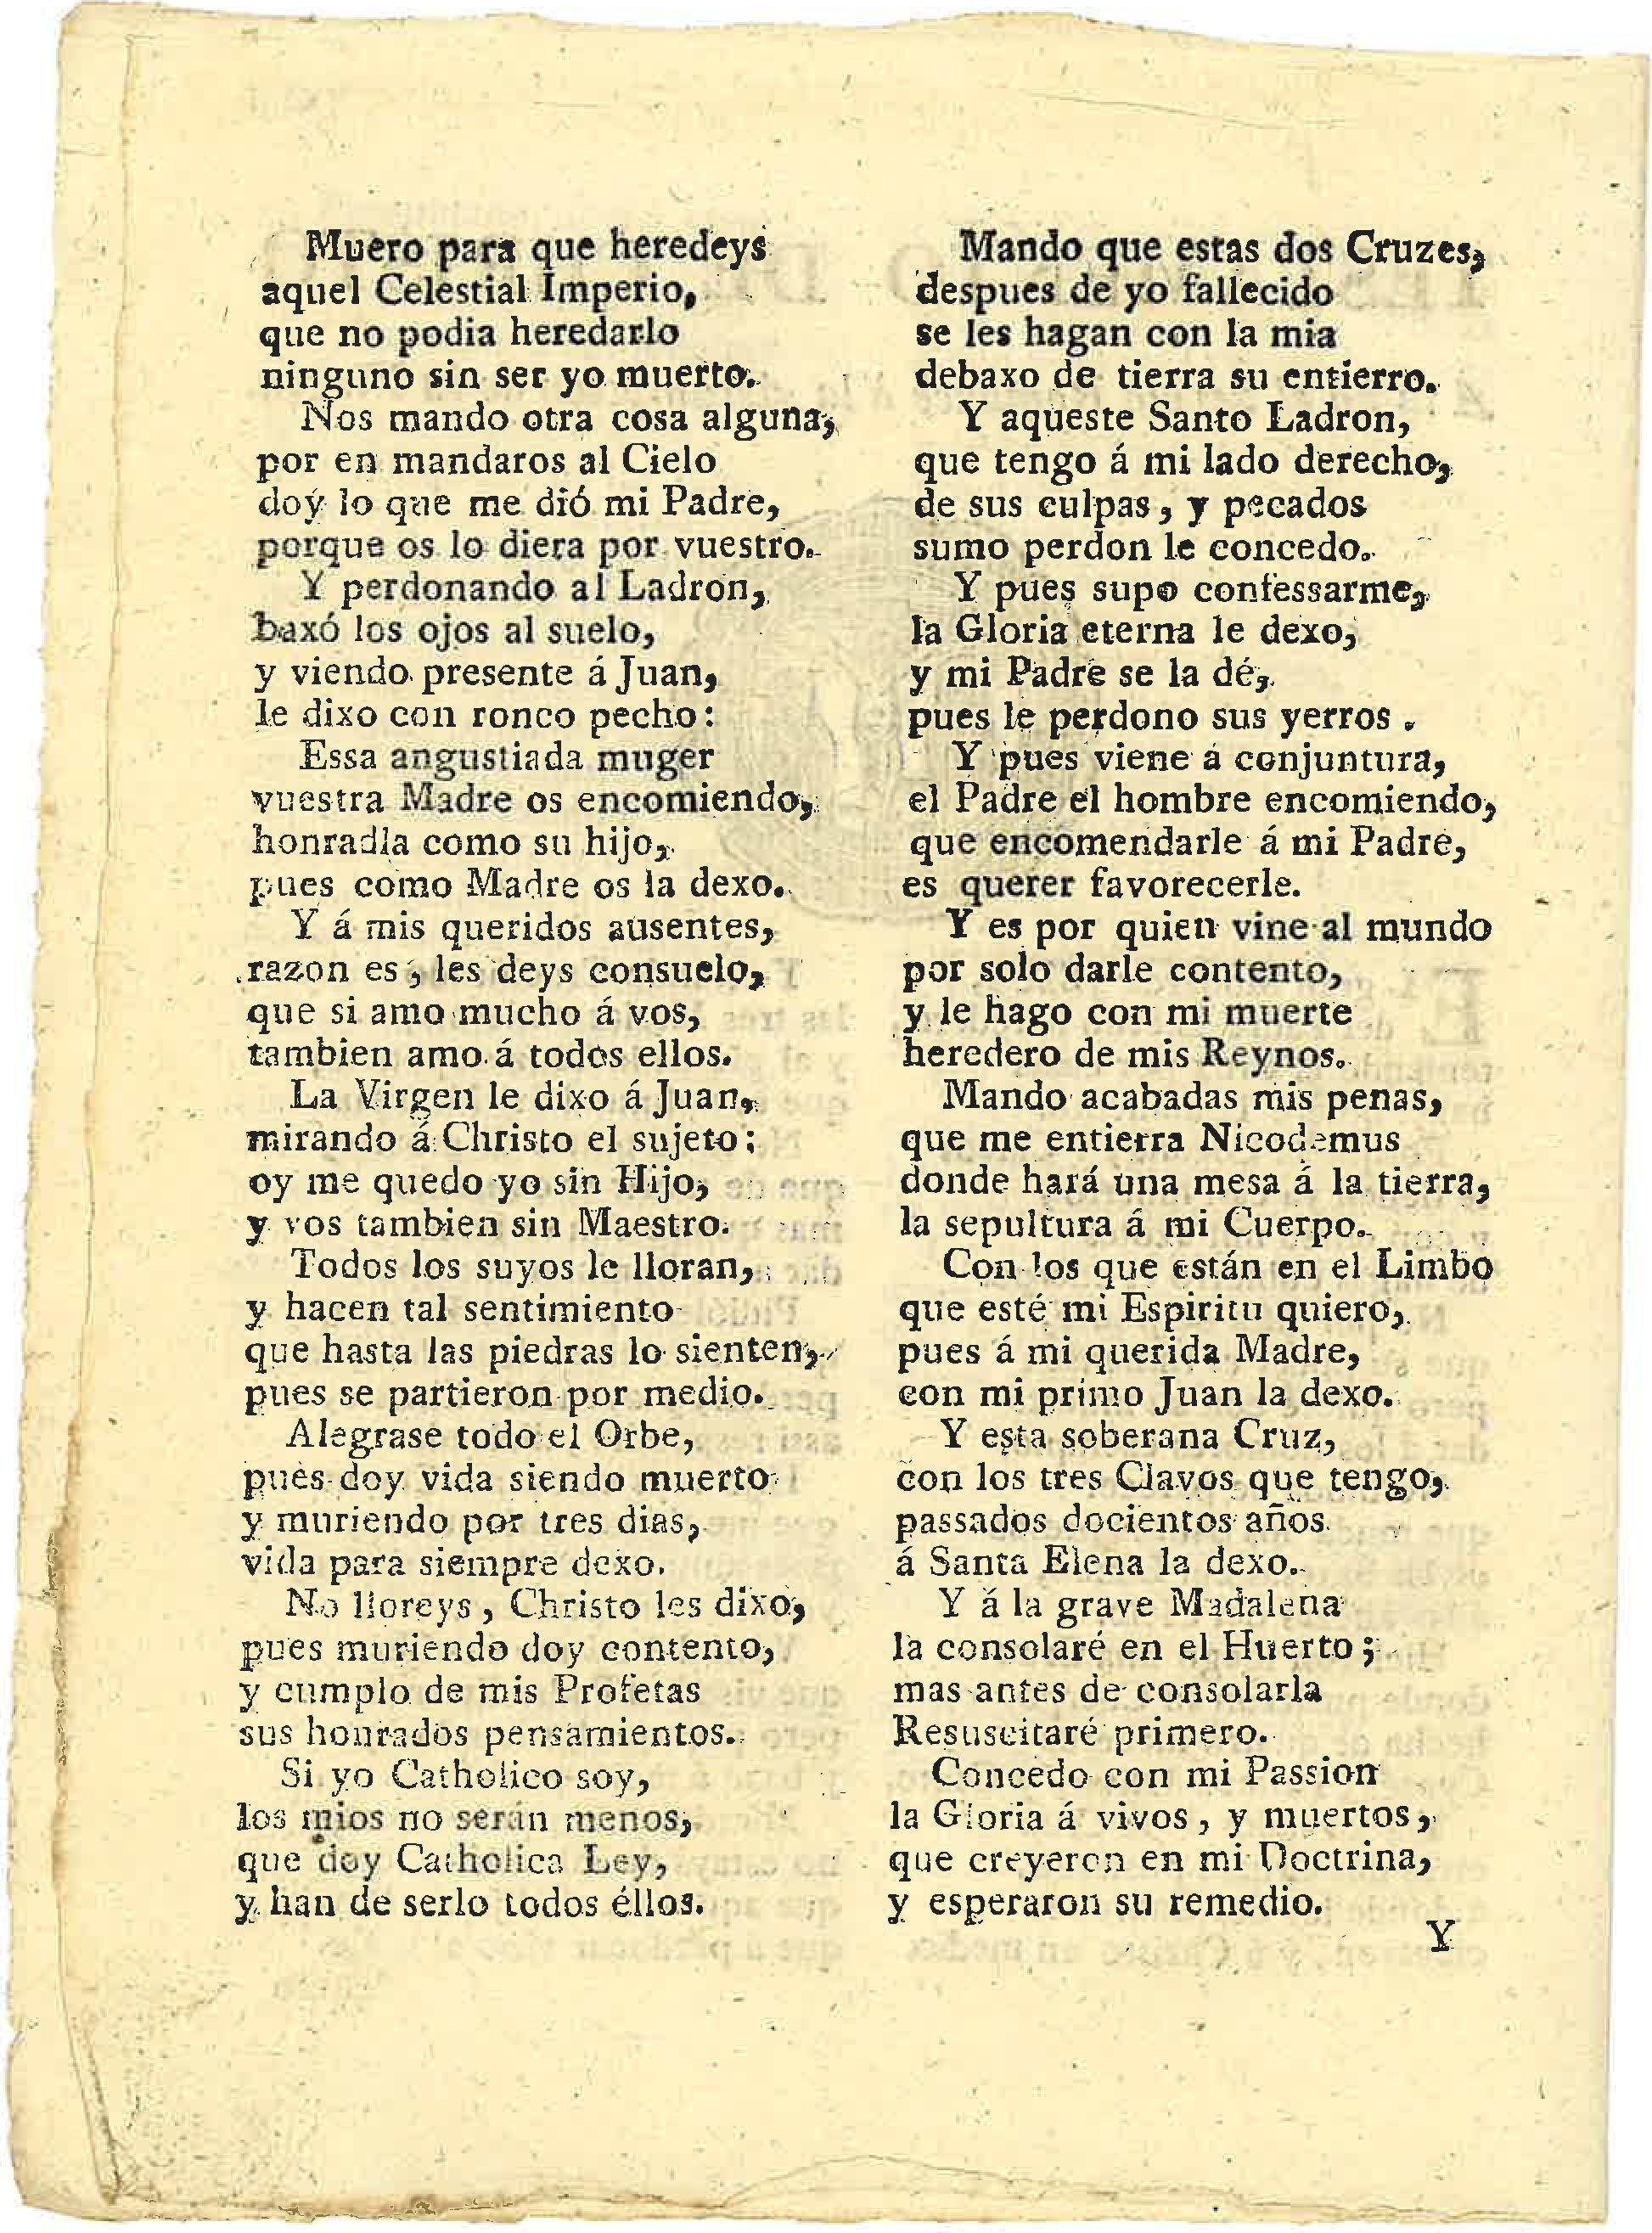 Muero para que heredeys
aquel Celestial Imperio,
que no podia heredarlo
ninguno sin ser yo muerto.
Nos mando otra cosa alguna,
por en mandaros al Cielo
doy lo que me dió mi Padre,
porque os lo diera por vuestro.
Y perdonando al Ladron,
baxó los ojos al suelo,
y viendo presente á Juan,
le dixo con ronco pecho:
Essa angustiada muger
vuestra Madre os encomiendo,
honradla como su hijo,
pues como Madre os la dexo.
Y á mis queridos ausentes,
razon es, les deys consuelo,
que si amo mucho á vos,
tambien amo á todos ellos.
La Virgen le dixo á Juan,
mirando á Christo el sujeto:
oy me quedo yo sin Hijo,
y vos tambien sin Maestro.
Todos los suyos le lloran,
y hacen tal sentimiento
que hasta las piedras lo sienten,
pues se partieron por medio.
Alegrase todo el Orbe,
pues doy vida siendo muerto
y muriendo por tres dias,
vida para siempre dexo.
No lloreys, Christo les dixo,
pues muriendo doy contento,
y cumplo de mis Profetas
sus honrados pensamientos.
Si yo Catholico soy,
los mios no serán menos,
que doy Catholica Ley,
y han de serlo todos éllos.
Mando que estas dos Cruzes,
despues de yo fallecido
se les hagan con la mia
debaxo de tierra su entierro.
Y aqueste Santo Ladron,
que tengo á mi lado derecho,
de sus culpas, y pecados
sumo perdon le concedo.
Y pues supo confessarme,
la Gloria eterna le dexo,
y mi Padre se la dé,
pues le perdono sus yerros.
Y pues viene á conjuntura,
el Padre el hombre encomiendo,
que encomendarle á mi Padre,
es querer favorecerle.
Y es por quien vine al mundo
por solo darle contento,
y le hago con mi muerte
heredero de mis Reynos.
Mando acabadas mis penas,
que me entierra Nicodemus
donde hará una mesa á la tierra,
la sepultura á mi Cuerpo.
Con los que están en el Limbo
que esté mi Espiritu quiero,
pues á mi querida Madre,
con mi primo Juan la dexo.
Y esta soberana Cruz,
con los tres Clavos que tengo,
passados docientos años
á Santa Elena la dexo.
Y á la grave Madalena
la consolaré en el Huerto;
mas antes de consolarla
Resuscitaré primero.
Concedo con mi Passion
la Gloria á vivos, y muertos,
que creyeron en mi Doctrina,
y esperaron su remedio.
Y